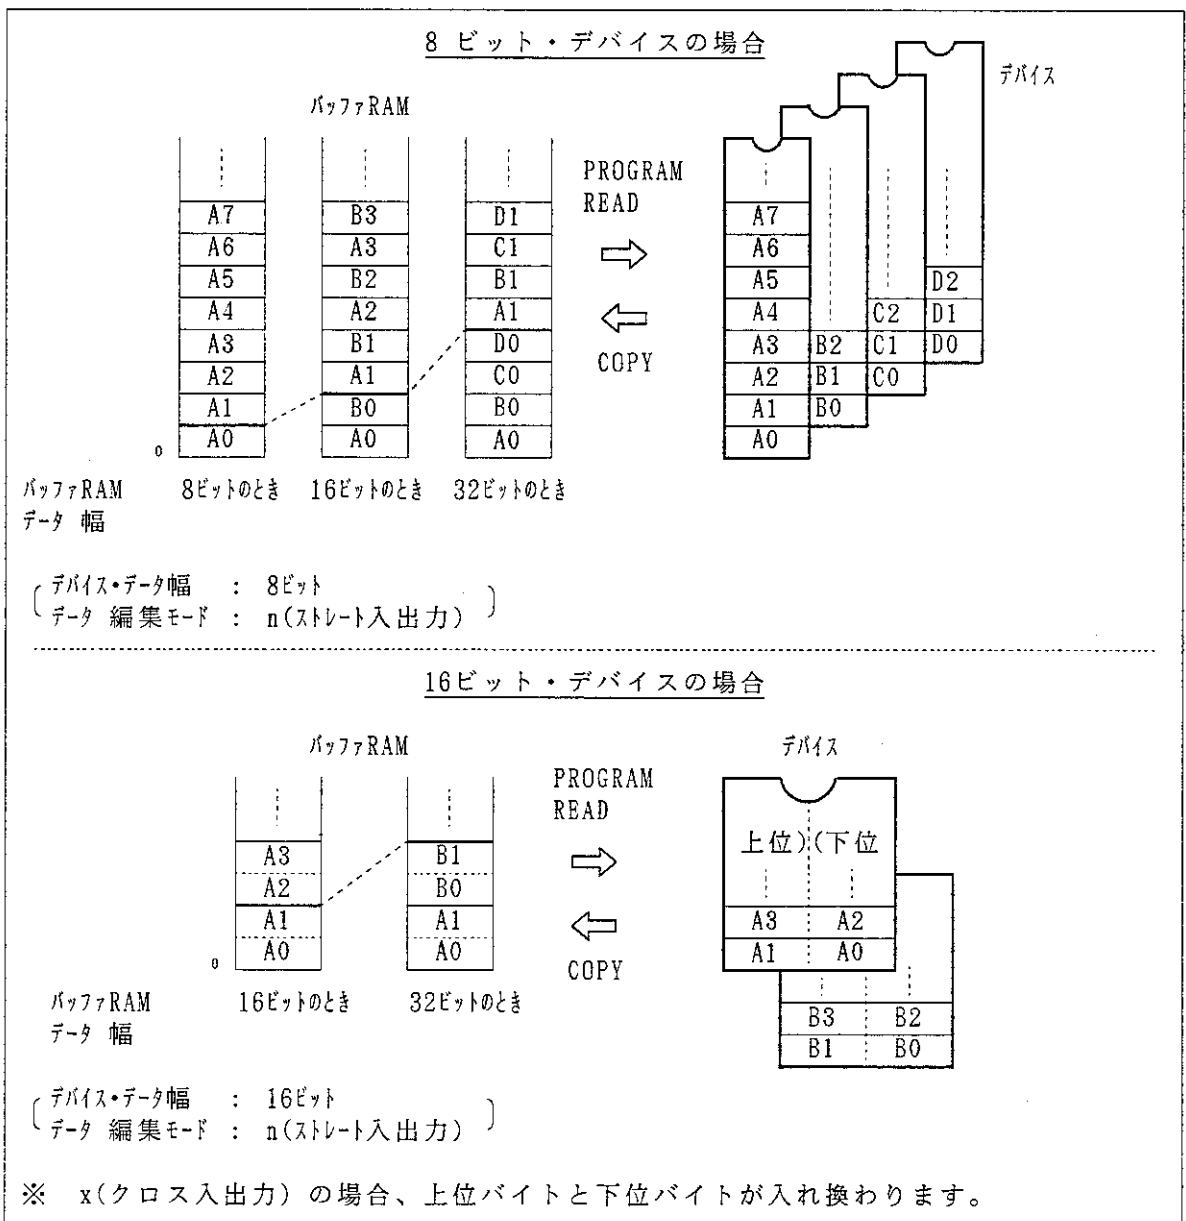 8 ビット・デバイスの場合
デバイス
バッファRAM
PROGRAM
READ
COPY
A7
A6
A5
A4
A3
A2
A1
A0
0
B3
A3
B2
A2
B1
A1
B0
A0
D1
C1
B1
A1
D0
C0
B0
A0
A7
A6
A5
A4
A3
A2
A1
A0
B2
B1
B0
C2
C1
C0
D2
D1
D0
バッファRAM 8ビットのとき 16ビットのとき 32ビットのとき
データ 幅
デバイス・データ幅 : 8ビット
データ 編集モード : n(ストレート入出力)
16ビット・デバイスの場合
バッファRAM
デバイス
PROGRAM
READ
COPY
A3
A2
A1
A0
0
B1
B0
A1
A0
上位)(下位
A3 A2
A1 A0
B3 B2
B1 B0
バッファRAM 16ビットのとき 32ビットのとき
データ 幅
デバイス・データ幅 : 16ビット
データ 編集モード : n(ストレート入出力)
※ x(クロス入出力) の場合、上位バイトと下位バイトが入れ換わります。